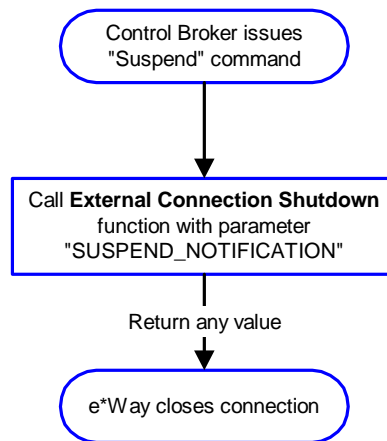 Control Broker issues
"Suspend" command
Call External Connection Shutdown
function with parameter
"SUSPEND_NOTIFICATION"
Return any value
e*Way closes connection